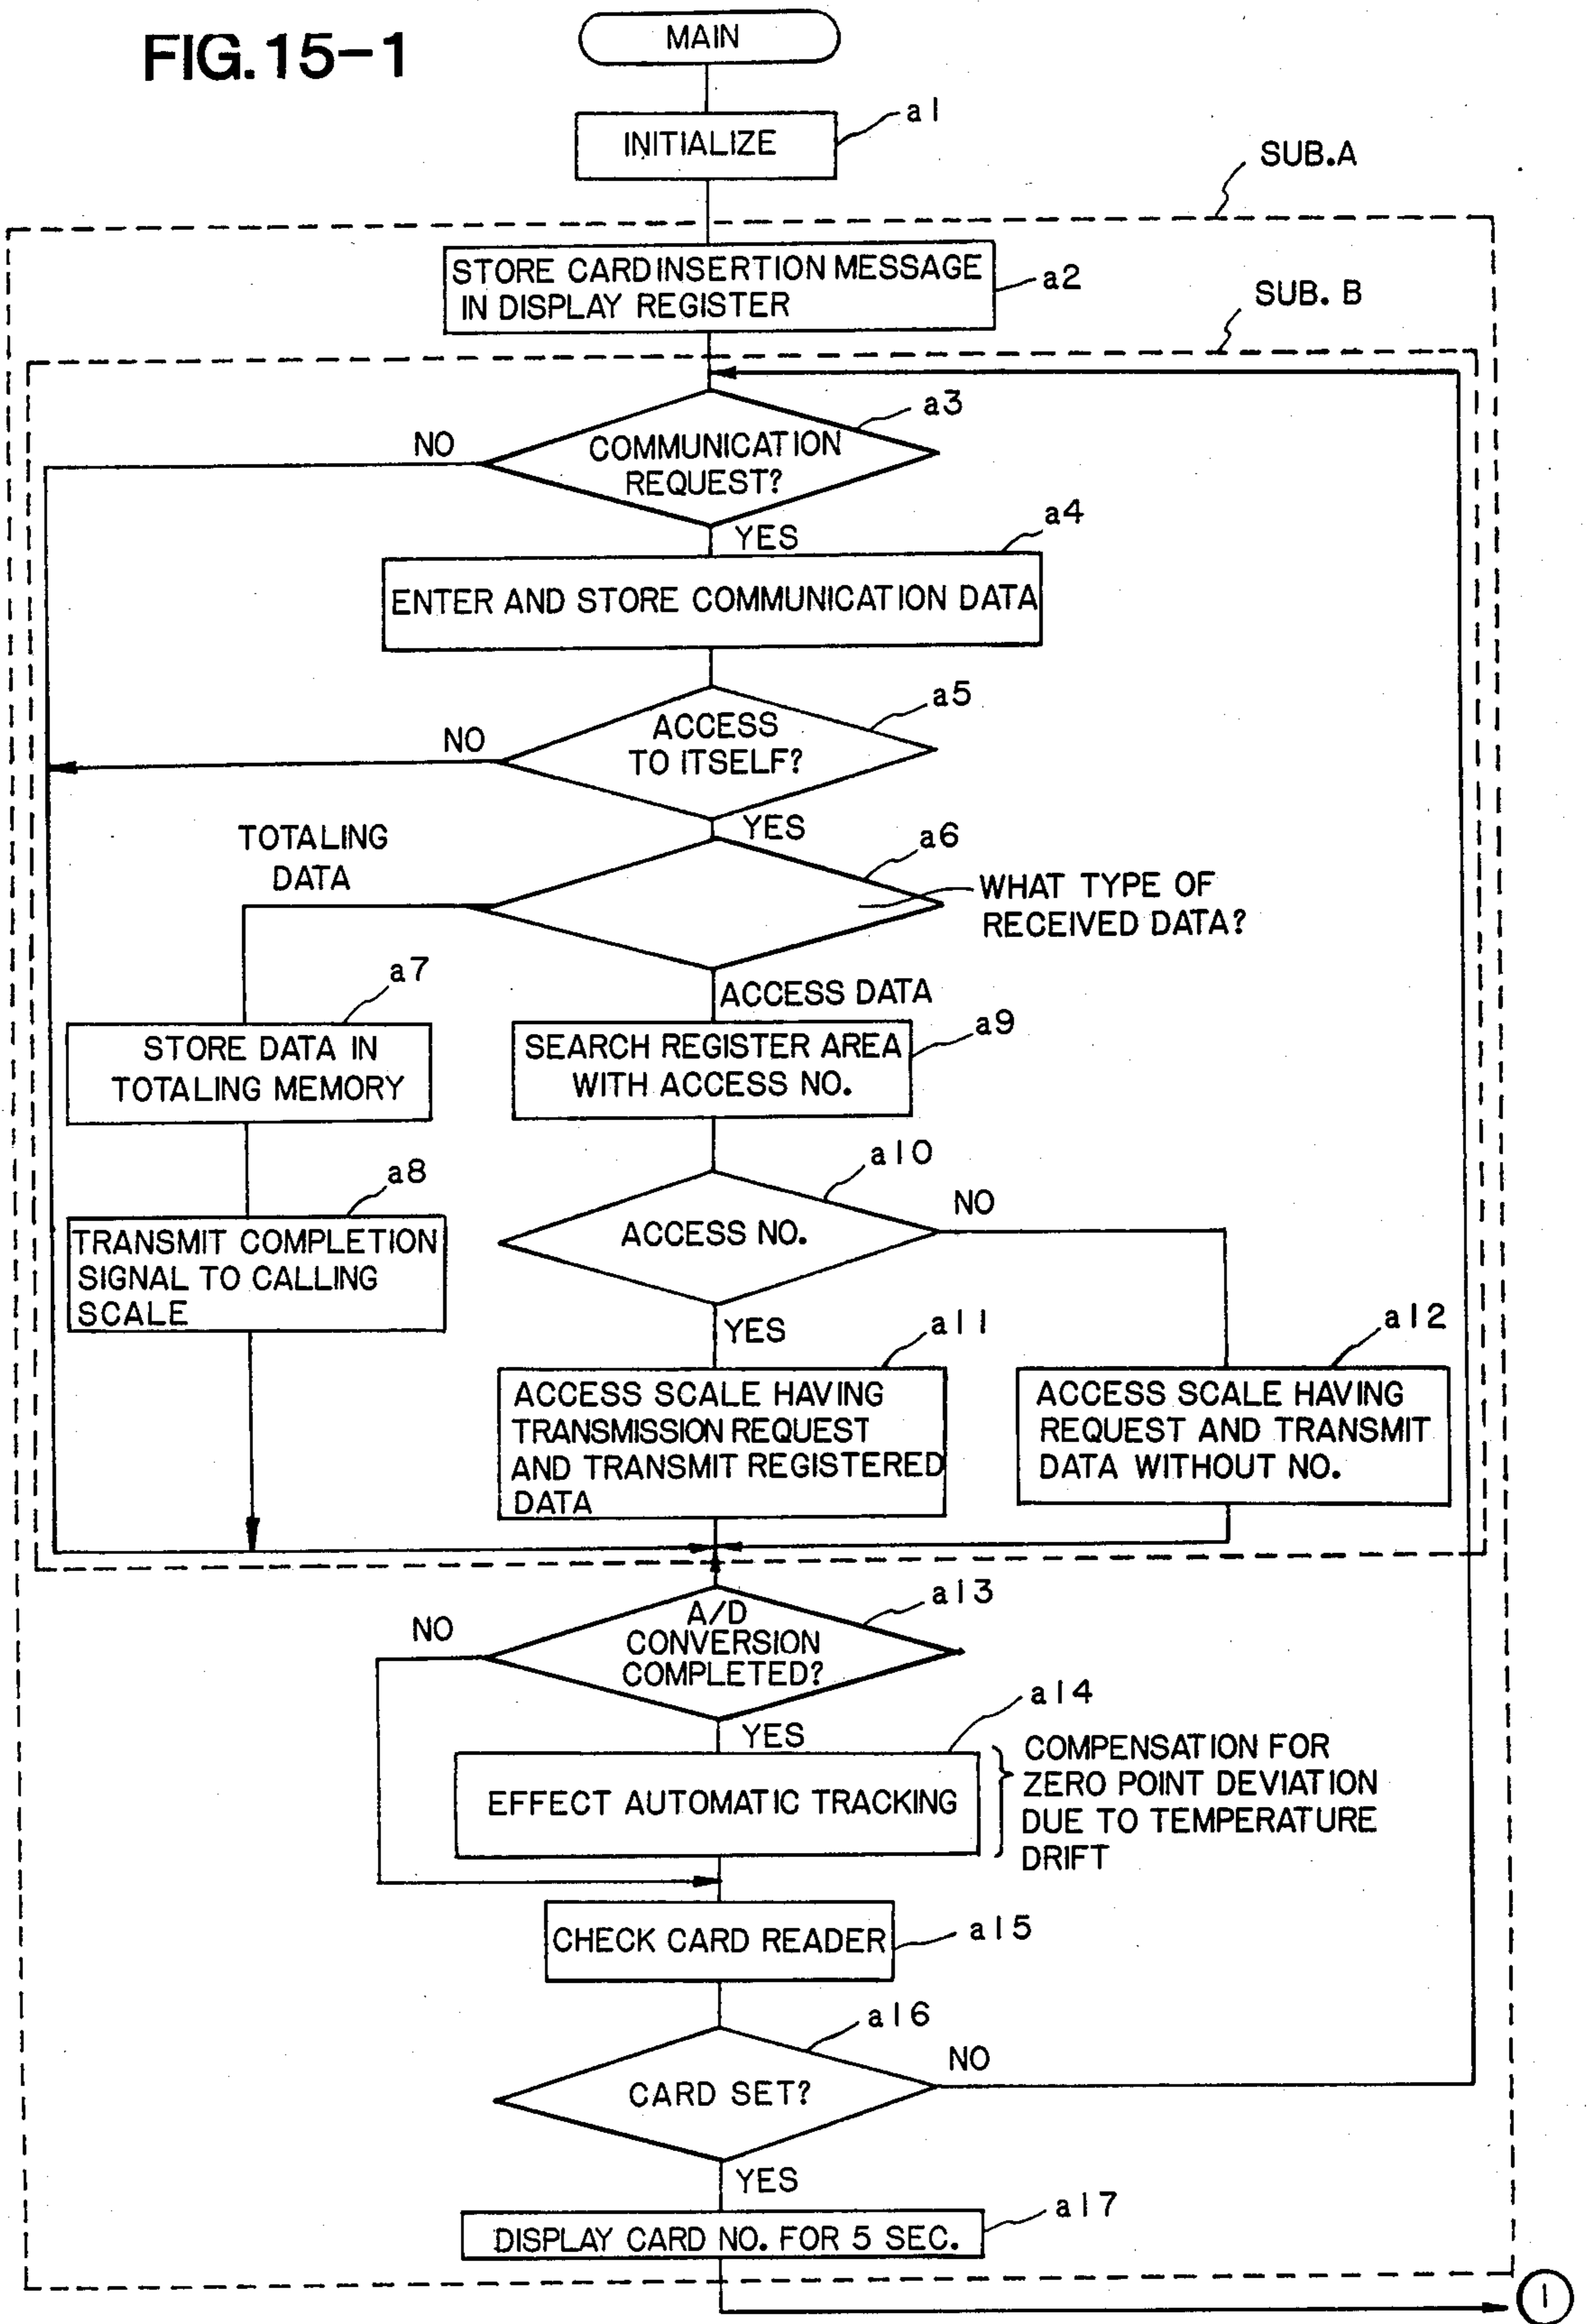 FIG.15-1
MAIN
INITIALIZE
a1
SUB.A
STORE CARD INSERTION MESSAGE
IN DISPLAY REGISTER
a2
SUB. B
a3
NO
COMMUNICATION
REQUEST?
YES
a4
ENTER AND STORE COMMUNICATION DATA
a5
NO
ACCESS
TO ITSELF?
YES
TOTALING
DATA
a6
WHAT TYPE OF
RECEIVED DATA?
a7
ACCESS DATA
STORE DATA IN
TOTALING MEMORY
a9
SEARCH REGISTER AREA
WITH ACCESS NO.
a8
TRANSMIT COMPLETION
SIGNAL TO CALLING
SCALE
a10
NO
ACCESS NO.
YES
a11
a12
ACCESS SCALE HAVING
TRANSMISSION REQUEST
AND TRANSMIT REGISTERED
DATA
ACCESS SCALE HAVING
REQUEST AND TRANSMIT
DATA WITHOUT NO.
a13
NO
A/D
CONVERSION
COMPLETED?
YES
a14
EFFECT AUTOMATIC TRACKING
COMPENSATION FOR
ZERO POINT DEVIATION
DUE TO TEMPERATURE
DRIFT
CHECK CARD READER
a15
a16
NO
CARD SET?
YES
a17
DISPLAY CARD NO. FOR 5 SEC.
1